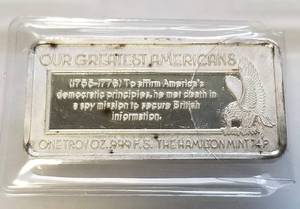 OUR GREATEST AMERICANS
(1755-1776) To affirm America's
democratic principles, he met death in
a spy mission to secure British
information.
ONE TROY OZ. .999 F.S. THE HAMILTON MINT